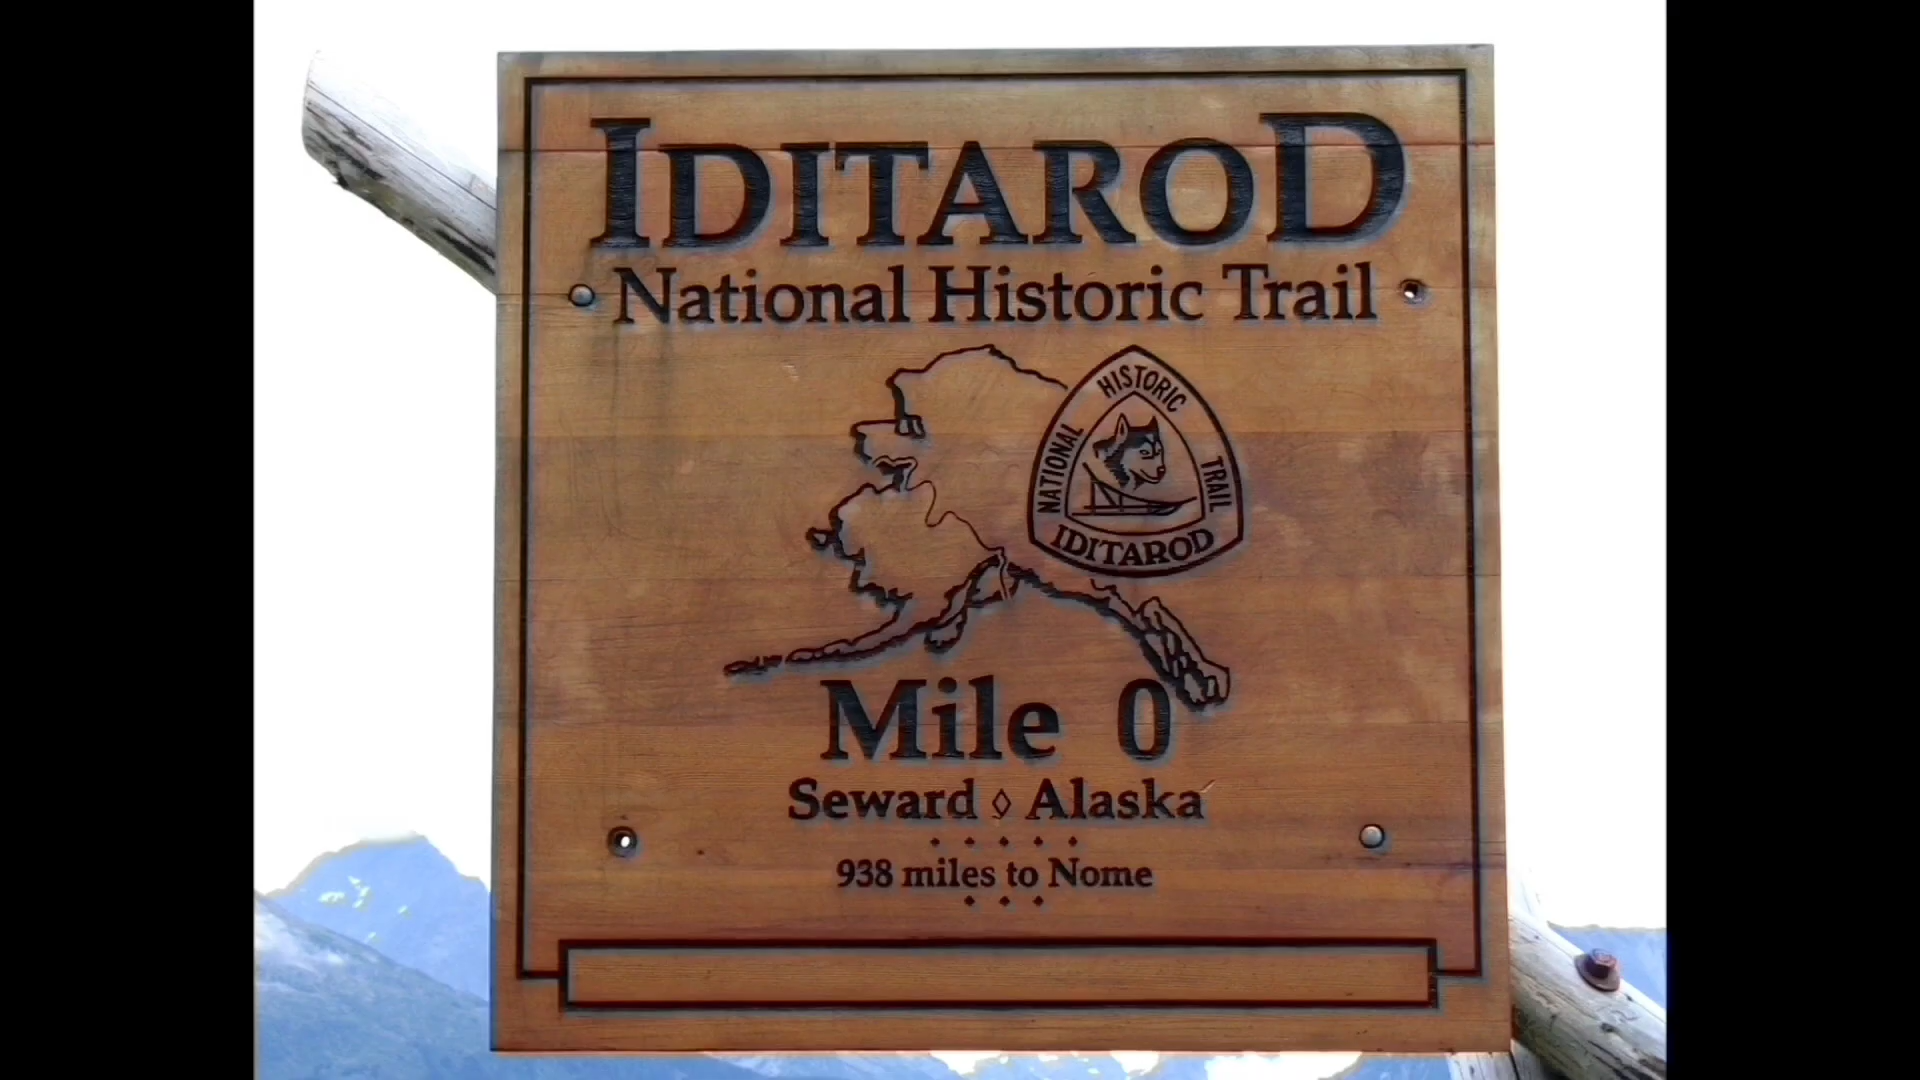 IDITAROD
National Historic Trail
NATIONAL HISTORIC TRAIL
IDITAROD
Mile 0
Seward ◊ Alaska
938 miles to Nome